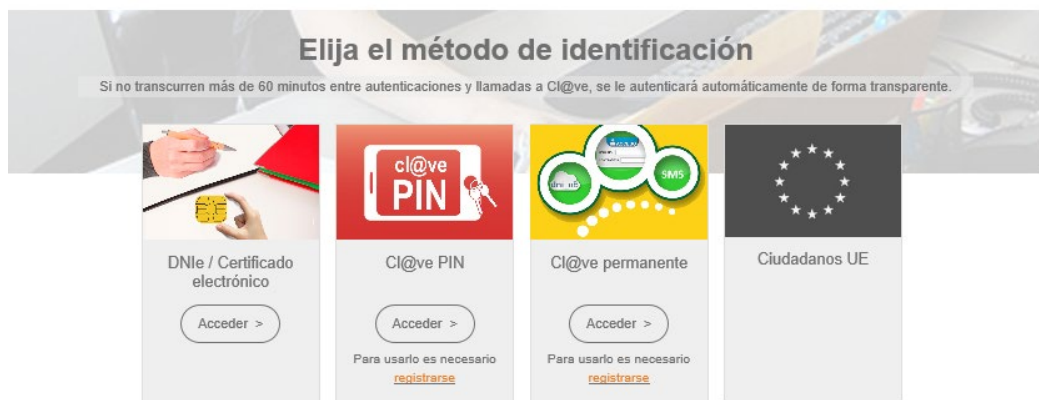 Elija el método de identificación
Si no transcurren más de 60 minutos entre autenticaciones y llamadas a Cl@ve, se le autenticará automáticamente de forma transparente.
cl@ve
PIN
SMS
DNIe / Certificado
electrónico
Acceder >
Cl@ve PIN
Acceder >
Para usarlo es necesario
registrarse
Cl@ve permanente
Acceder >
Para usarlo es necesario
registrarse
Ciudadanos UE